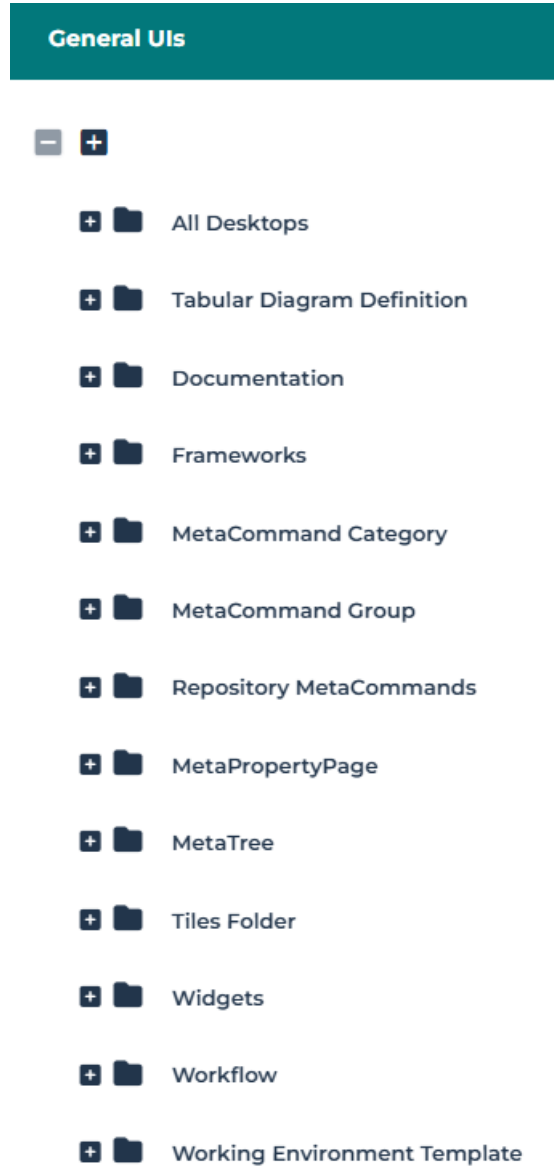 General UIs
All Desktops
Tabular Diagram Definition
Documentation
Frameworks
MetaCommand Category
MetaCommand Group
Repository MetaCommands
MetaPropertyPage
MetaTree
Tiles Folder
Widgets
Workflow
Working Environment Template